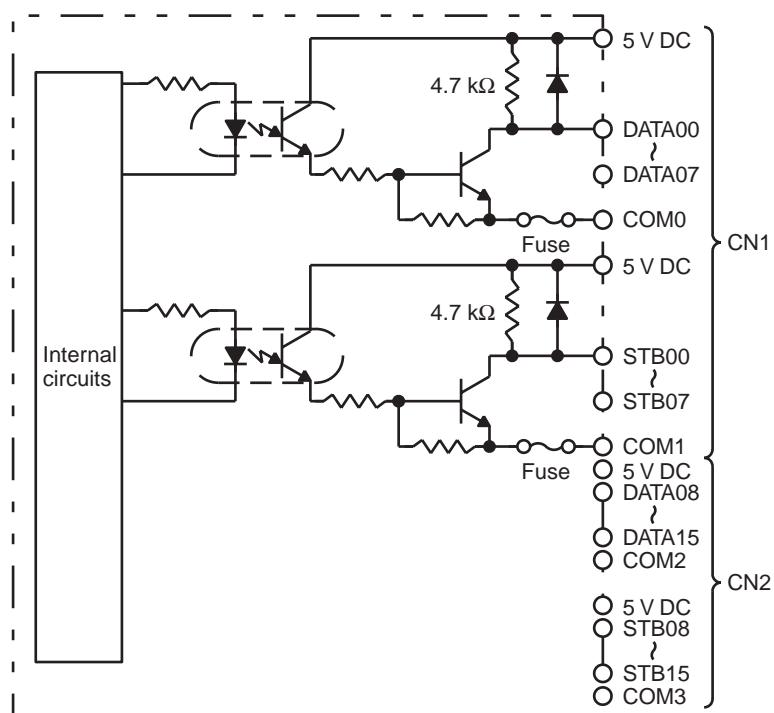 5 V DC
4.7 kΩ
DATA00
~
DATA07
COM0
Fuse
CN1
5 V DC
4.7 kΩ
Internal
circuits
STB00
~
STB07
COM1
Fuse
5 V DC
DATA08
~
DATA15
COM2
CN2
5 V DC
STB08
~
STB15
COM3